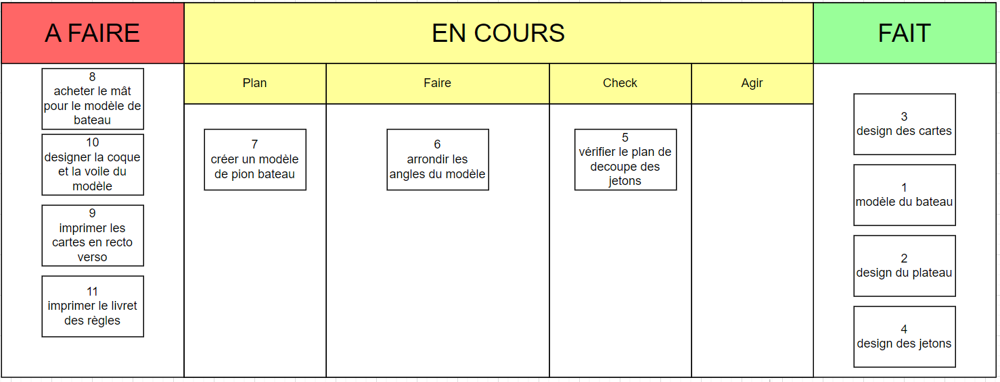 A FAIRE
EN COURS
FAIT
Plan
Faire
Check
Agir
8
acheter le mât
pour le modèle de
bateau
10
designer la coque
et la voile du
modèle
9
imprimer les
cartes en recto
verso
11
imprimer le livret
des règles
7
créer un modèle
de pion bateau
6
arrondir les
angles du modèle
5
vérifier le plan de
decoupe des
jetons
3
design des cartes
1
modèle du bateau
2
design du plateau
4
design des jetons